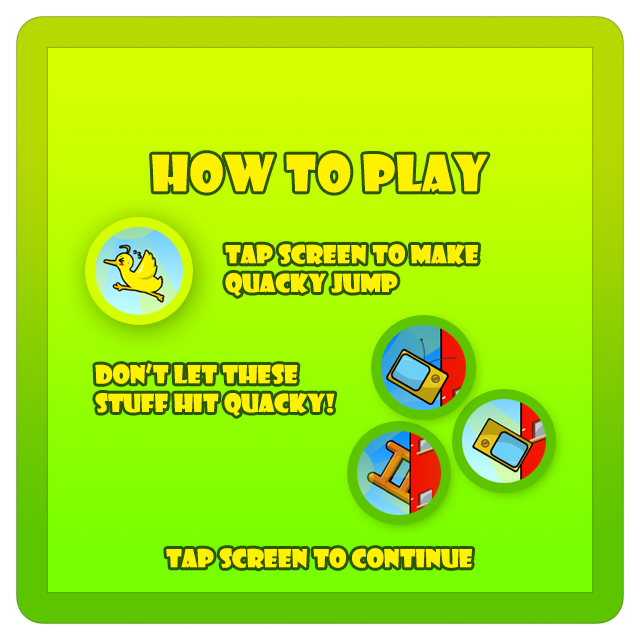 HOW TO PLAY
TAP SCREEN TO MAKE
QUACKY JUMP
DON'T LET THESE
STUFF HIT QUACKY!
TAP SCREEN TO CONTINUE